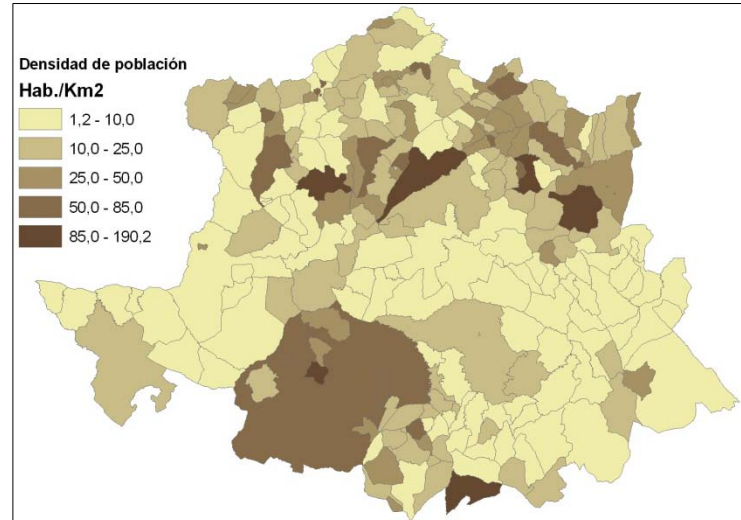 Densidad de población
Hab./Km2
1,2 - 10,0
10,0 - 25,0
25,0 - 50,0
50,0 - 85,0
85,0 - 190,2